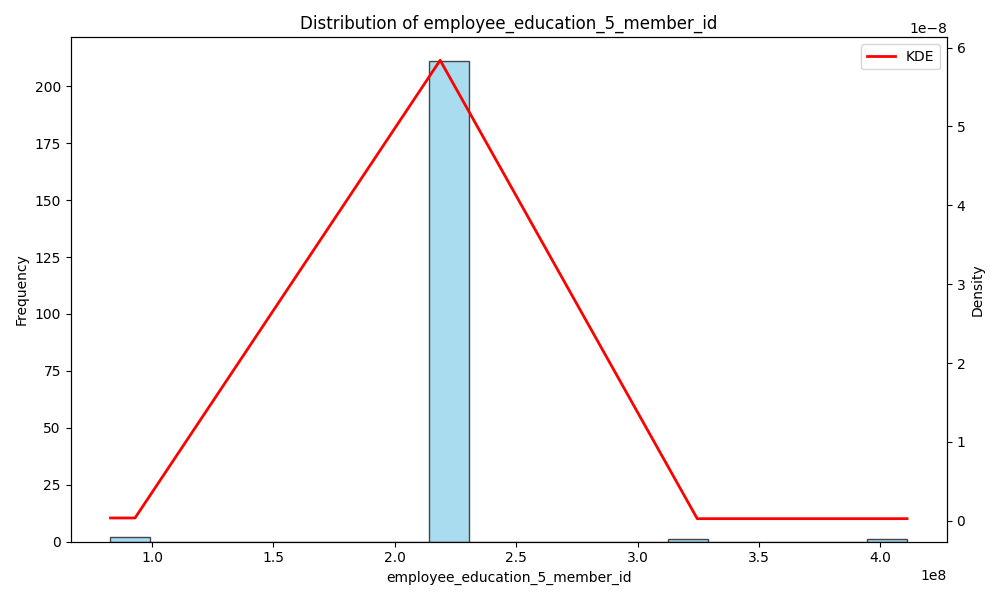 Distribution of employee_education_5_member_id
1e−8
KDE
Frequency
200
175
150
125
100
75
50
25
0
Density
6
5
4
3
2
1
0
1.0 1.5 2.0 2.5 3.0 3.5 4.0
1e8
employee_education_5_member_id